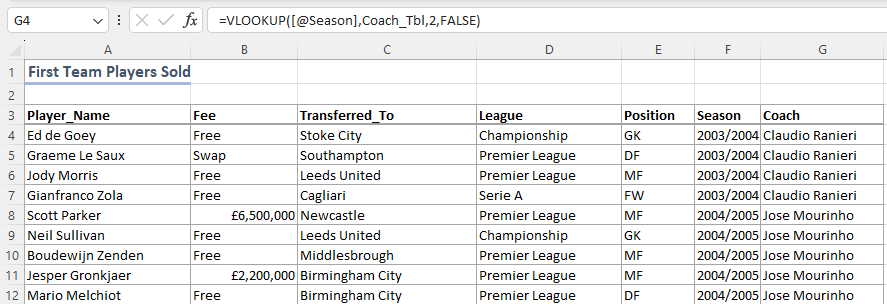 G4 fx =VLOOKUP([@Season],Coach_Tbl,2,FALSE)
A B C D E F G
1 First Team Players Sold
2
3 Player_Name Fee Transferred_To League Position Season Coach
4 Ed de Goey Free Stoke City Championship GK 2003/2004 Claudio Ranieri
5 Graeme Le Saux Swap Southampton Premier League DF 2003/2004 Claudio Ranieri
6 Jody Morris Free Leeds United Premier League MF 2003/2004 Claudio Ranieri
7 Gianfranco Zola Free Cagliari Serie A FW 2003/2004 Claudio Ranieri
8 Scott Parker £6,500,000 Newcastle Premier League MF 2004/2005 Jose Mourinho
9 Neil Sullivan Free Leeds United Championship GK 2004/2005 Jose Mourinho
10 Boudewijn Zenden Free Middlesbrough Premier League MF 2004/2005 Jose Mourinho
11 Jesper Gronkjaer £2,200,000 Birmingham City Premier League MF 2004/2005 Jose Mourinho
12 Mario Melchiot Free Birmingham City Premier League DF 2004/2005 Jose Mourinho